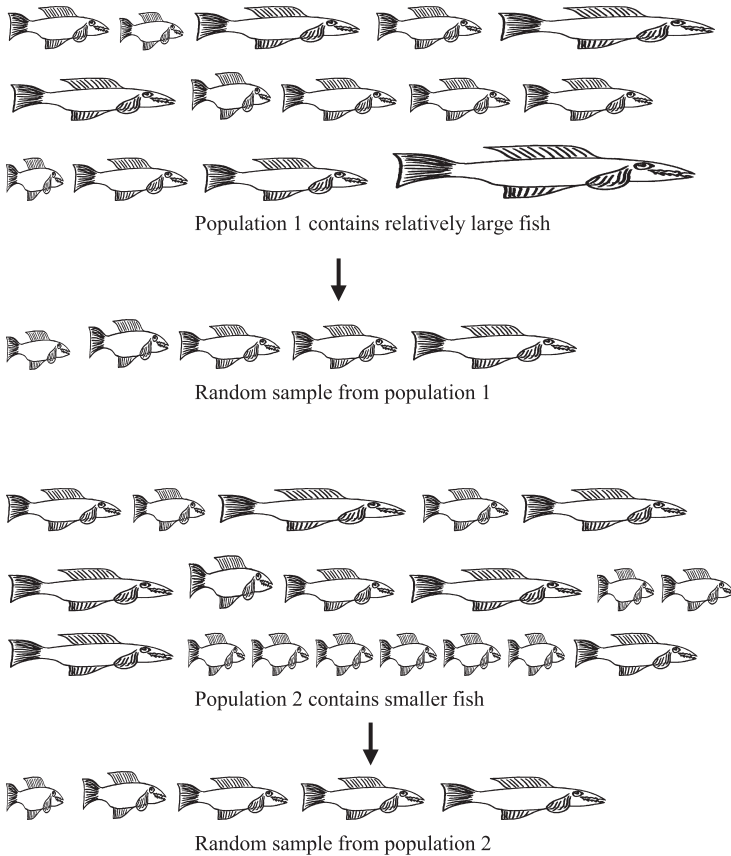 Population 1 contains relatively large fish
Random sample from population 1
Population 2 contains smaller fish
Random sample from population 2